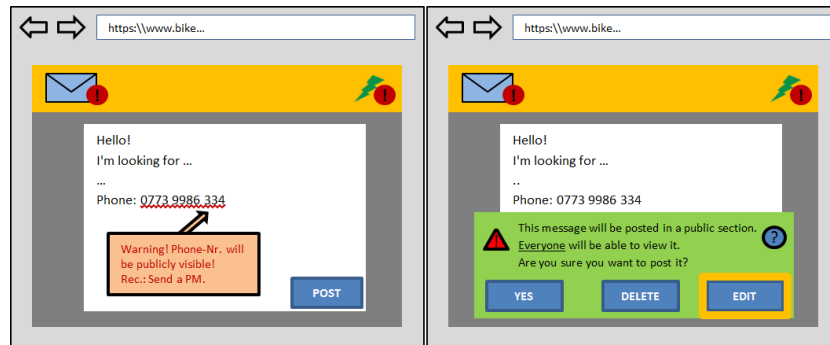 https:\\www.bike...
Hello!
I'm looking for ...
...
Phone: 0773 9986 334
Warning! Phone-Nr. will
be publicly visible!
Rec.: Send a PM.
POST
https:\\www.bike...
Hello!
I'm looking for ...
..
Phone: 0773 9986 334
This message will be posted in a public section.
Everyone will be able to view it.
Are you sure you want to post it?
?
YES
DELETE
EDIT